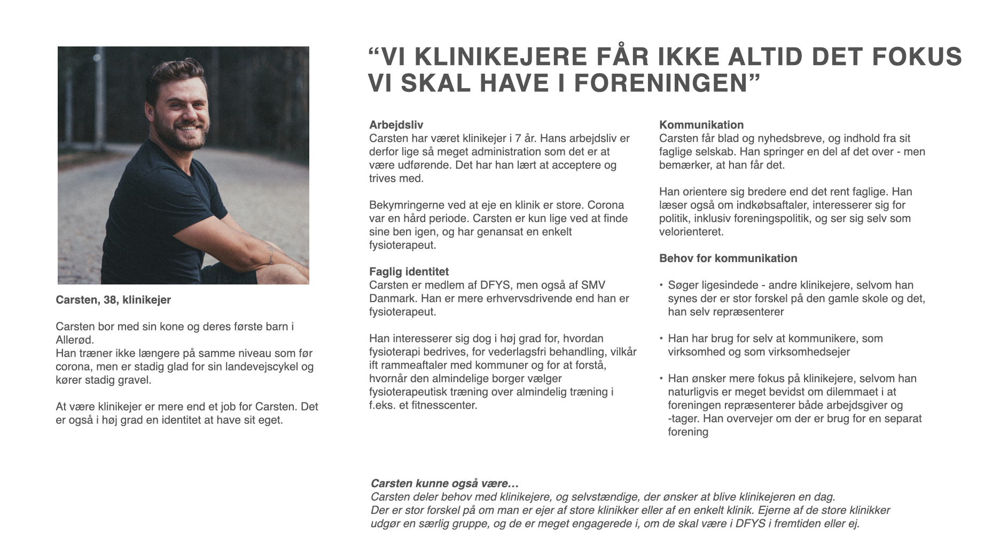 “VI KLINIKEJERE FÅR IKKE ALTID DET FOKUS
VI SKAL HAVE I FORENINGEN”
Carsten, 38, klinikejer
Carsten bor med sin kone og deres første barn i
Allerød.
Han træner ikke længere på samme niveau som før
corona, men er stadig glad for sin landevejscykel og
kører stadig gravel.
At være klinikejer er mere end et job for Carsten. Det
er også i høj grad en identitet at have sit eget.
Arbejdsliv
Carsten har været klinikejer i 7 år. Hans arbejdsliv er
derfor lige så meget administration som det er at
være udførende. Det har han lært at acceptere og
trives med.
Bekymringerne ved at eje en klinik er store. Corona
var en hård periode. Carsten er kun lige ved at finde
sine ben igen, og har genansat en enkelt
fysioterapeut.
Faglig identitet
Carsten er medlem af DFYS, men også af SMV
Danmark. Han er mere erhvervsdrivende end han er
fysioterapeut.
Han interesserer sig dog i høj grad for, hvordan
fysioterapi bedrives, for vederlagsfri behandling, vilkår
ift rammeaftaler med kommuner og for at forstå,
hvornår den almindelige borger vælger
fysioterapeutisk træning over almindelig træning i
f.eks. et fitnesscenter.
Kommunikation
Carsten får blad og nyhedsbreve, og indhold fra sit
faglige selskab. Han springer en del af det over - men
bemærker, at han får det.
Han orientere sig bredere end det rent faglige. Han
læser også om indkøbsaftaler, interesserer sig for
politik, inklusiv foreningspolitik, og ser sig selv som
velorienteret.
Behov for kommunikation
• Søger ligesindede - andre klinikejere, selvom han
synes der er stor forskel på den gamle skole og det,
han selv repræsenterer
• Han har brug for selv at kommunikere, som
virksomhed og som virksomhedsejer
• Han ønsker mere fokus på klinikejere, selvom han
naturligvis er meget bevidst om dilemmaet i at
foreningen repræsenterer både arbejdsgiver og
-tager. Han overvejer om der er brug for en separat
forening
Carsten kunne også være…
Carsten deler behov med klinikejere, og selvstændige, der ønsker at blive klinikejeren en dag.
Der er stor forskel på om man er ejer af store klinikker eller af en enkelt klinik. Ejerne af de store klinikker
udgør en særlig gruppe, og de er meget engagerede i, om de skal være i DFYS i fremtiden eller ej.